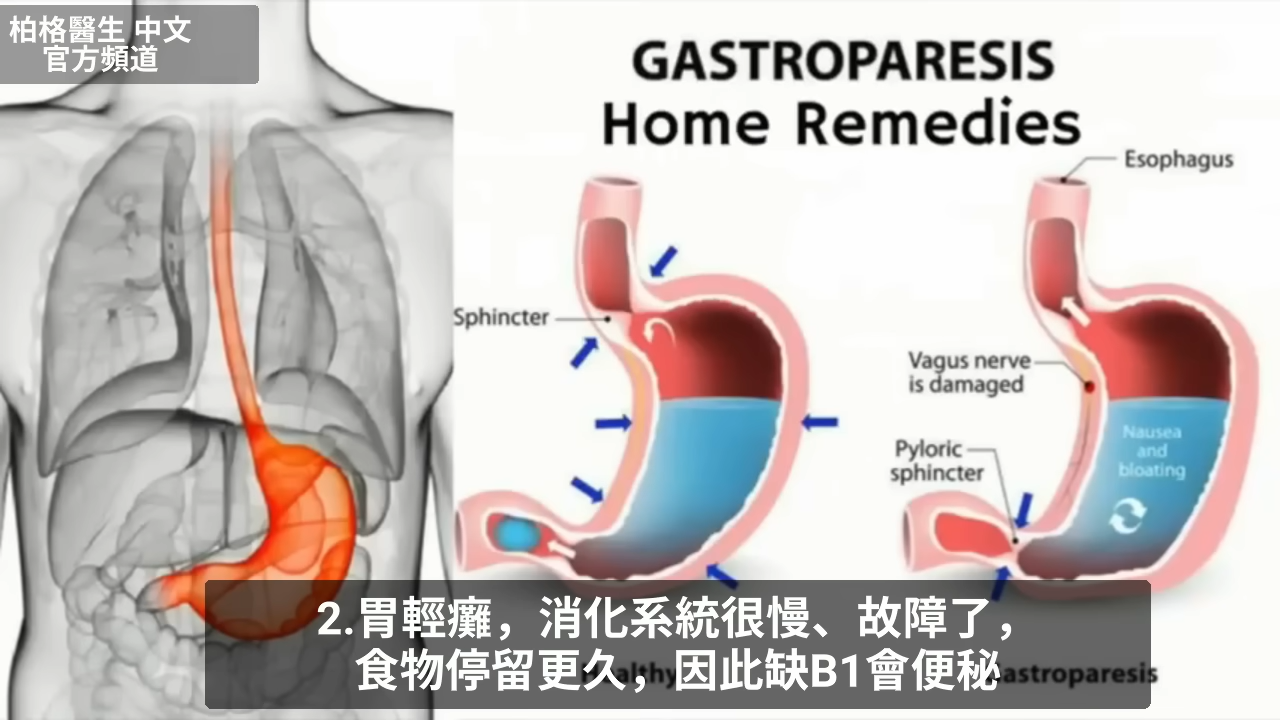 柏格醫生 中文
官方頻道
GASTROPARESIS
Home Remedies
Esophagus
Sphincter
Vagus nerve
is damaged
Pyloric
sphincter
Nausea
and
bloating
2.胃輕癱，消化系統很慢、故障了，
食物停留更久，因此缺B1會便秘
Healthy
Gastroparesis